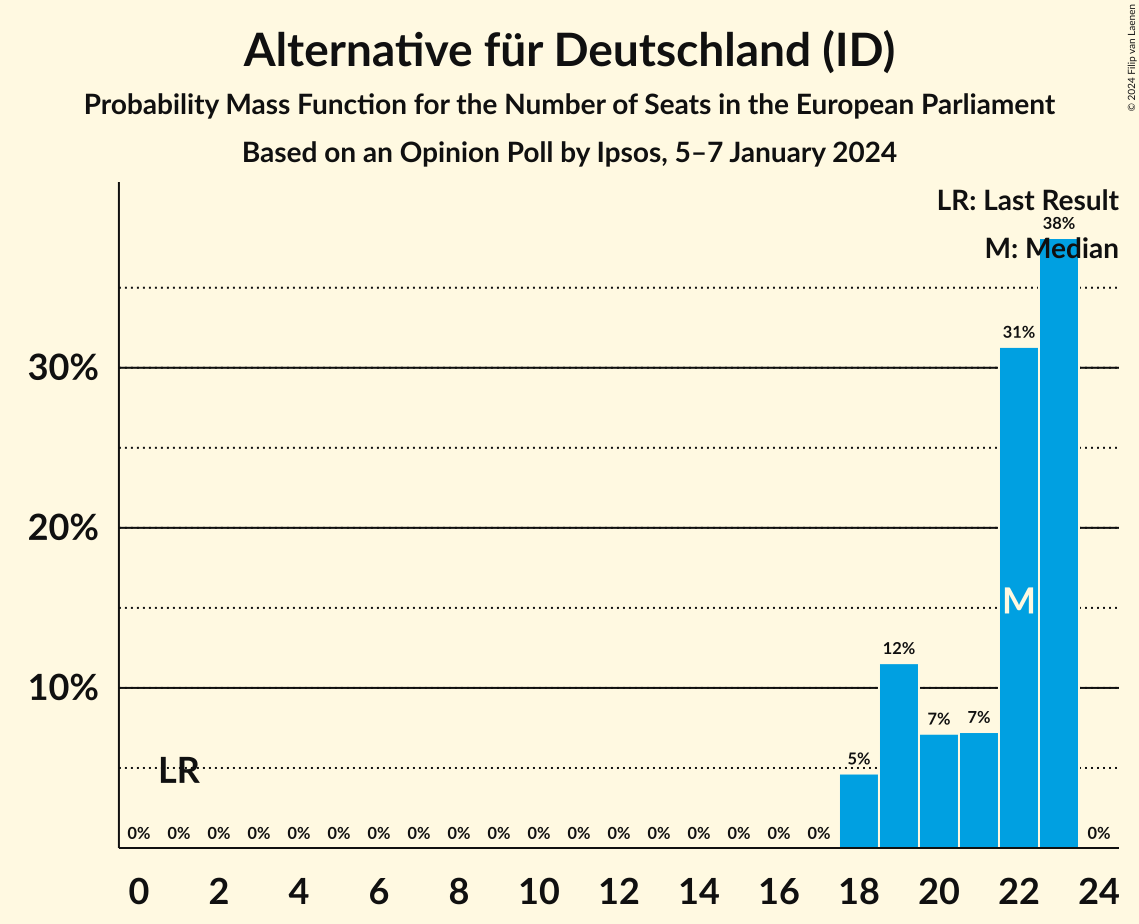 Alternative für Deutschland (ID)
Probability Mass Function for the Number of Seats in the European Parliament
Based on an Opinion Poll by Ipsos, 5–7 January 2024
© 2024 Filip van Laenen
LR: Last Result
M: Median
38%
31%
30%
20%
M
12%
10%
7%
7%
5%
LR
0% 0% 0% 0% 0% 0% 0% 0% 0% 0% 0% 0% 0% 0% 0% 0% 0% 0% 0%
0 2 4 6 8 10 12 14 16 18 20 22 24